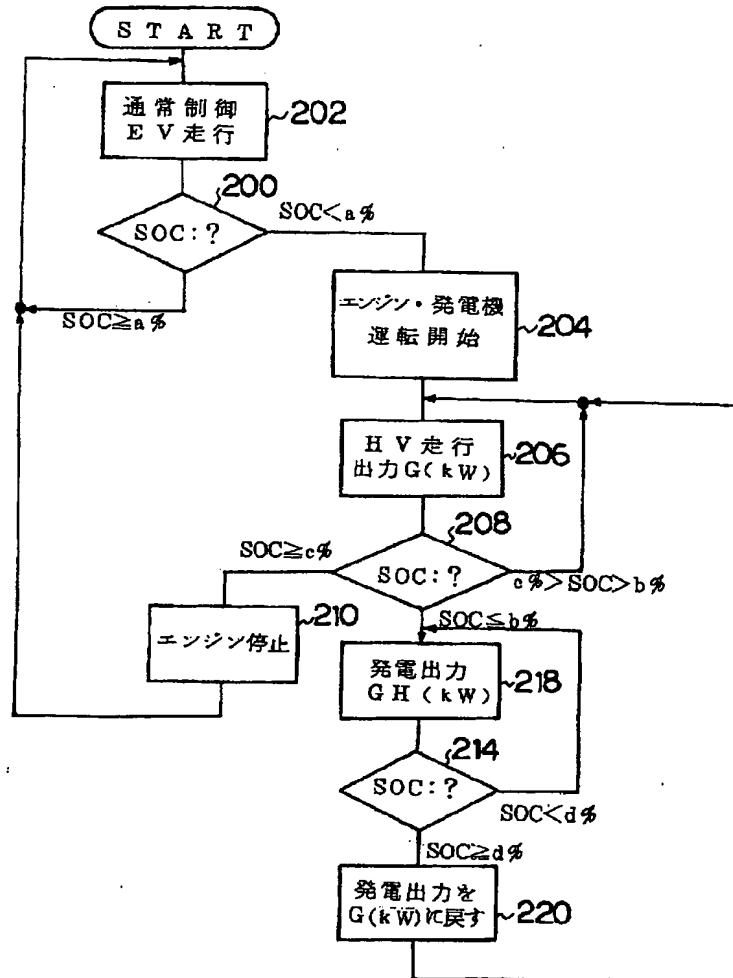 START
通常制御
EV走行
202
200
SOC:?
SOC<a%
SOC≧a%
エンジン・発電機
運転開始
204
HV走行
出力G(kW)
206
208
SOC:?
SOC≧c%
c%>SOC>b%
SOC≦b%
エンジン停止
210
発電出力
GH(kW)
218
214
SOC:?
SOC<d%
SOC≧d%
発電出力を
G(kW)に戻す
220